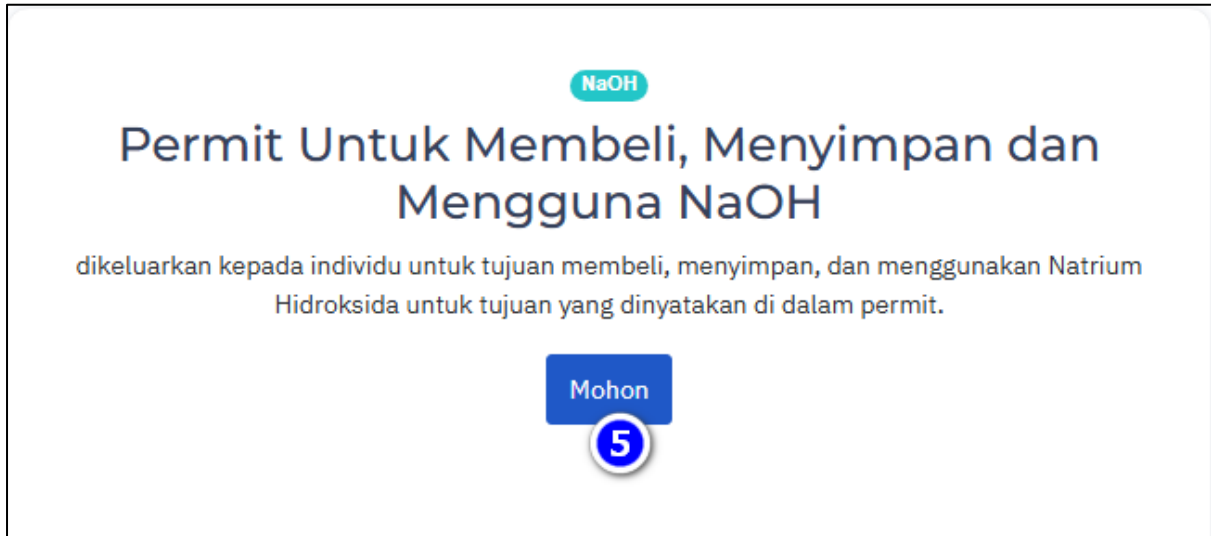 NaOH
Permit Untuk Membeli, Menyimpan dan
Mengguna NaOH
dikeluarkan kepada individu untuk tujuan membeli, menyimpan, dan menggunakan Natrium
Hidroksida untuk tujuan yang dinyatakan di dalam permit.
Mohon
5